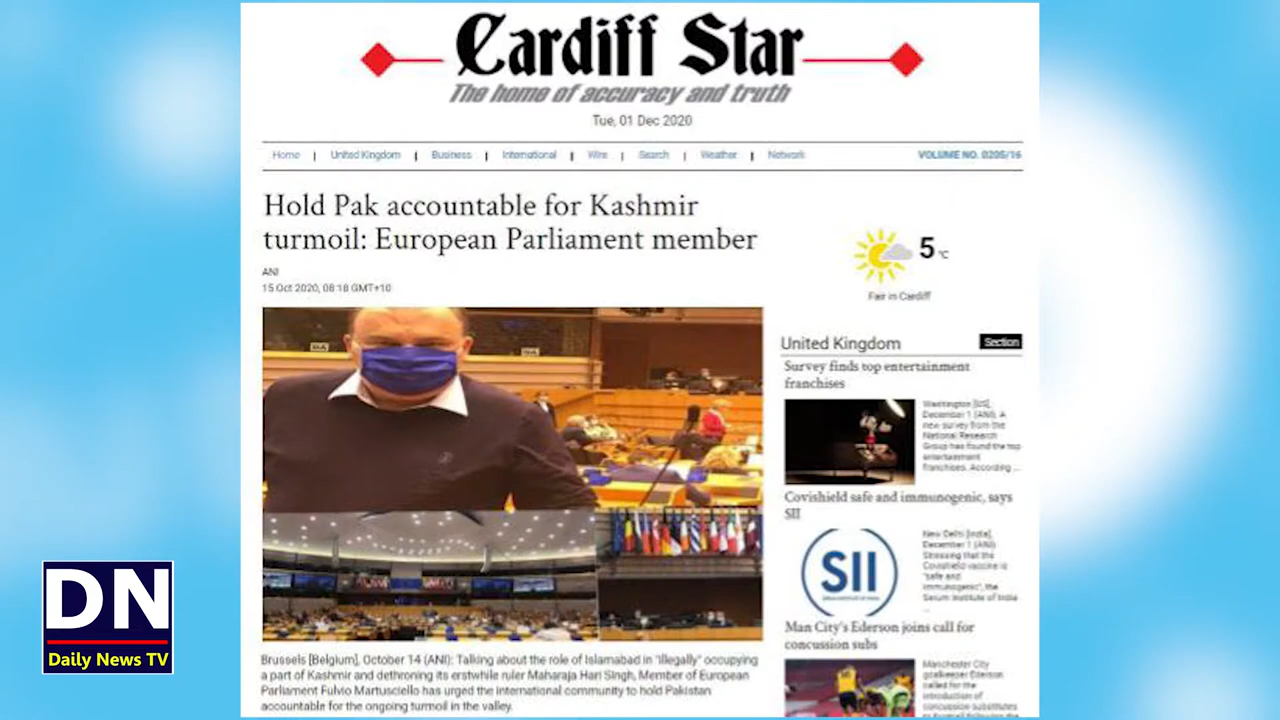 Cardiff Star
The home of accuracy and truth
Tue, 01 Dec 2020
Home | United Kingdom | Business | International | Wire | Search | Weather | Network
VOLUME NO. 0205/16
Hold Pak accountable for Kashmir
turmoil: European Parliament member
ANI
15 Oct 2020, 08:18 GMT+10
5 °C
Fair in Cardiff
United Kingdom
Section
Survey finds top entertainment
franchises
Washington [US],
December 1 (ANI): A
new survey from the
National Research
Group has found the top
entertainment
franchises. According ...
Covishield safe and immunogenic, says
SII
SII
New Delhi [India],
December 1 (ANI):
Stressing that the
Covishield vaccine is
"safe and
immunogenic", the
Serum Institute of India
...
Man City's Ederson joins call for
concussion subs
Manchester City
goalkeeper Ederson
called for the
introduction of
concussion substitutes
Brussels [Belgium], October 14 (ANI): Talking about the role of Islamabad in "illegally" occupying
a part of Kashmir and dethroning its erstwhile ruler Maharaja Hari Singh, Member of European
Parliament Fulvio Martusciello has urged the international community to hold Pakistan
accountable for the ongoing turmoil in the valley.
DN
Daily News TV